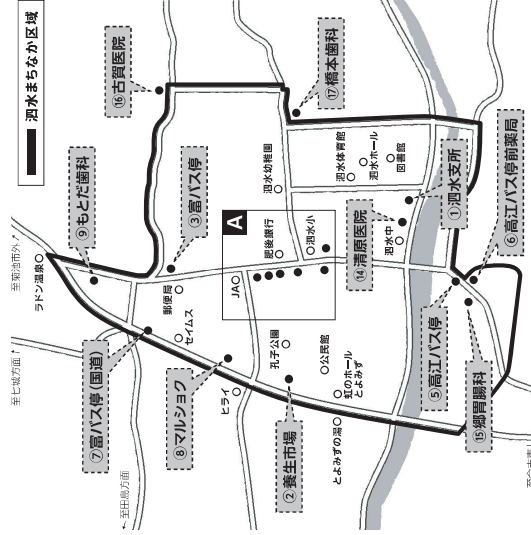 泗水まちなか区域
⑯古賀医院
⑰橋本歯科
⑨もとだ歯科
③富バス停
泗水幼稚園
泗水体育館
泗水ホール
図書館
①泗水支所
⑥高江バス停前薬局
至菊池市外
ラドン温泉
A
肥後銀行
泗水小
⑭清原医院
泗水中
JA
郵便局
セイムス
至七城方面
⑦富バス停(国道)
⑧マルショク
孔子公園
公民館
虹のホール
とよみず
⑤高江バス停
⑮郷胃腸科
ヒライ
②養生市場
とよみずの湯
至田島方面